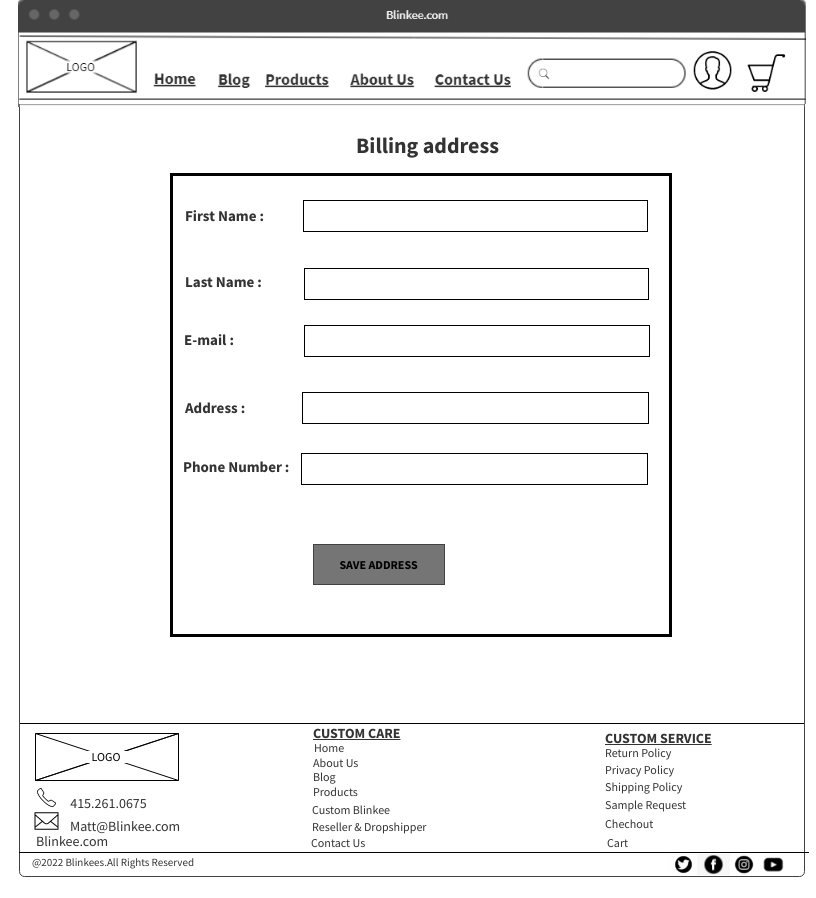 Blinkee.com
LOGO
Home Blog Products About Us Contact Us
Billing address
First Name :
Last Name :
E-mail :
Address :
Phone Number :
SAVE ADDRESS
LOGO
415.261.0675
Matt@Blinkee.com
Blinkee.com
CUSTOM CARE
Home
About Us
Blog
Products
Custom Blinkee
Reseller & Dropshipper
Contact Us
CUSTOM SERVICE
Return Policy
Privacy Policy
Shipping Policy
Sample Request
Chechout
Cart
@2022 Blinkees.All Rights Reserved